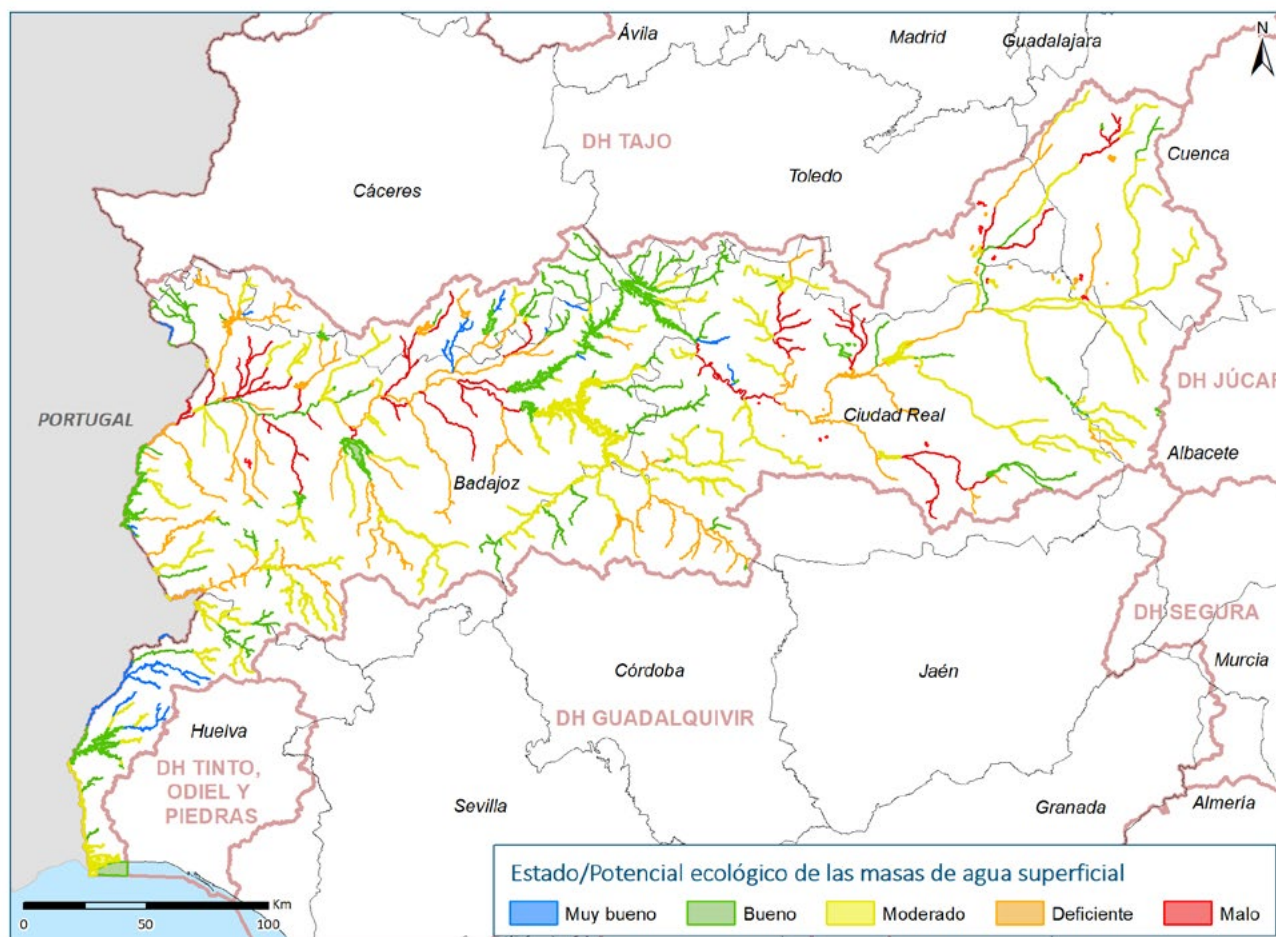 Ávila
Madrid
Guadalajara
N
DH TAJO
Cuenca
Cáceres
Toledo
PORTUGAL
Ciudad Real
DH JÚCAR
Albacete
Badajoz
DH SEGURA
Murcia
Córdoba
Jaén
Huelva
DH GUADALQUIVIR
DH TINTO,
ODIEL Y
PIEDRAS
Sevilla
Granada
Almería
Estado/Potencial ecológico de las masas de agua superficial
Muy bueno
Bueno
Moderado
Deficiente
Malo
Km
0
50
100